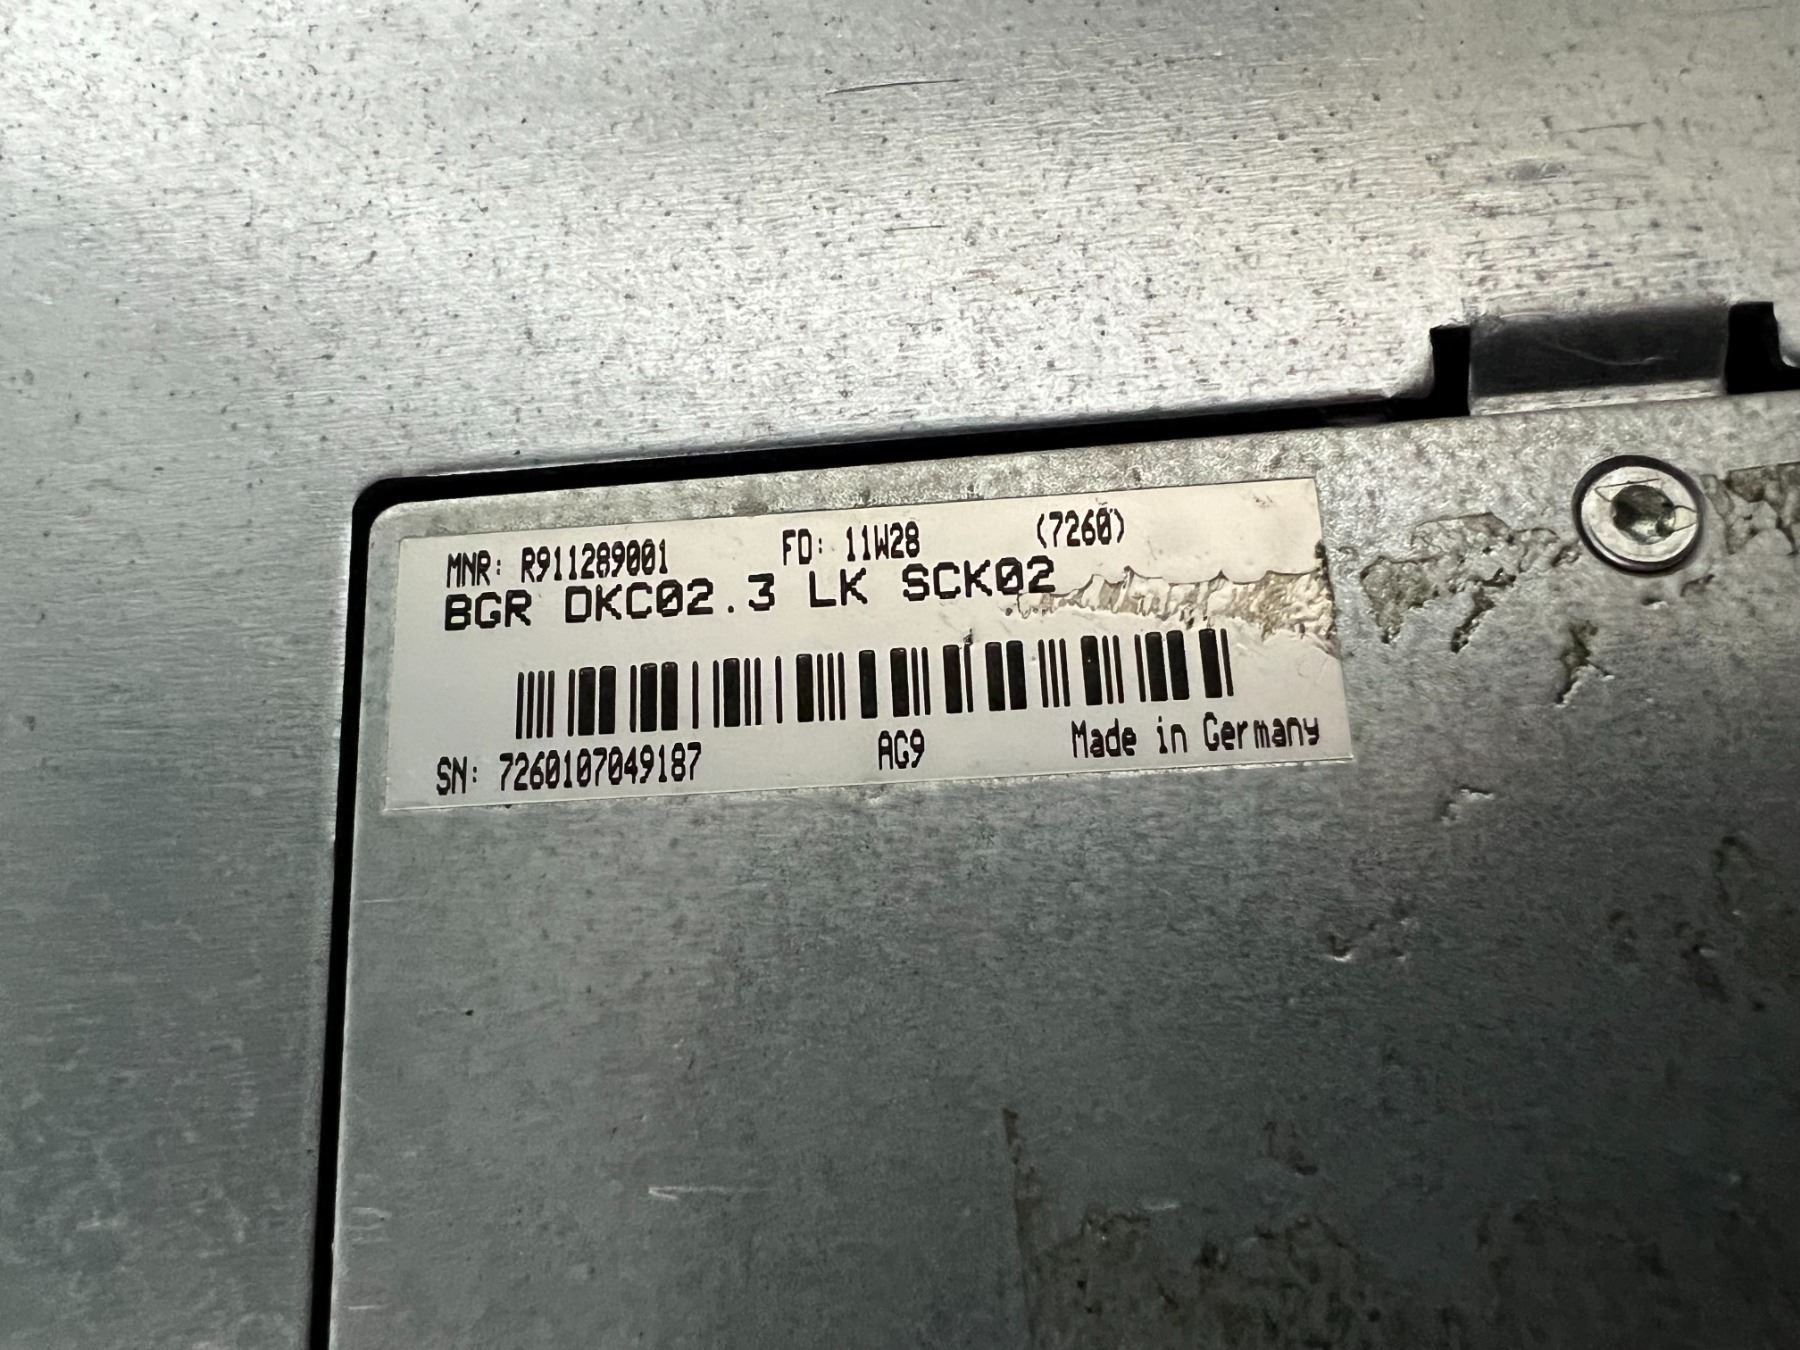 MNR: R911289001 FD: 11W28 (7260)
BGR DKC02.3 LK SCK02
SN: 7260107049187 AG9 Made in Germany